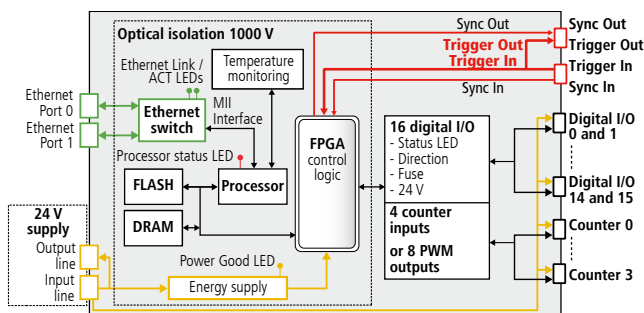 Optical isolation 1000 V
Sync Out
Sync Out
Trigger Out
Trigger Out
Trigger In
Trigger In
Sync In
Sync In
Ethernet Link /
ACT LEDs
Temperature
monitoring
Ethernet
Port 0
Ethernet
Port 1
Ethernet
switch
MII
Interface
Processor status LED
FLASH
Processor
DRAM
FPGA
control
logic
16 digital I/O
- Status LED
- Direction
- Fuse
- 24 V
4 counter
inputs
or 8 PWM
outputs
Digital I/O
0 and 1
Digital I/O
14 and 15
Counter 0
Counter 3
24 V
supply
Output
line
Input
line
Power Good LED
Energy supply